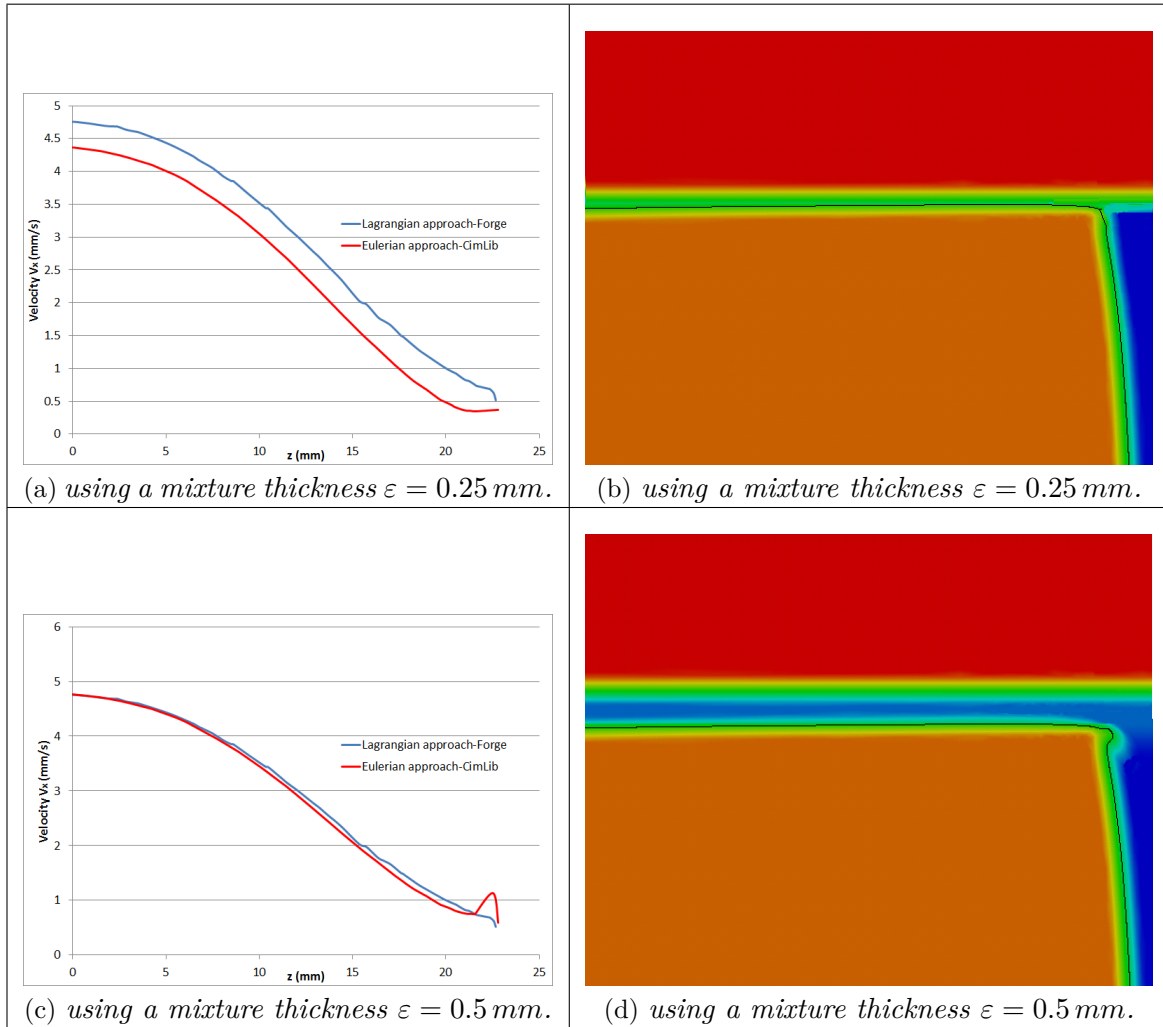 5
4.5
4
3.5
3
2.5
2
1.5
1
0.5
0
Velocity Vx (mm/s)
Lagrangian approach-Forge
Eulerian approach-CimLib
0 5 10 15 20 25
z (mm)
(a) using a mixture thickness ε = 0.25 mm.
(b) using a mixture thickness ε = 0.25 mm.
6
5
4
3
2
1
0
Velocity Vx (mm/s)
Lagrangian approach-Forge
Eulerian approach-CimLib
0 5 10 15 20 25
z (mm)
(c) using a mixture thickness ε = 0.5 mm.
(d) using a mixture thickness ε = 0.5 mm.